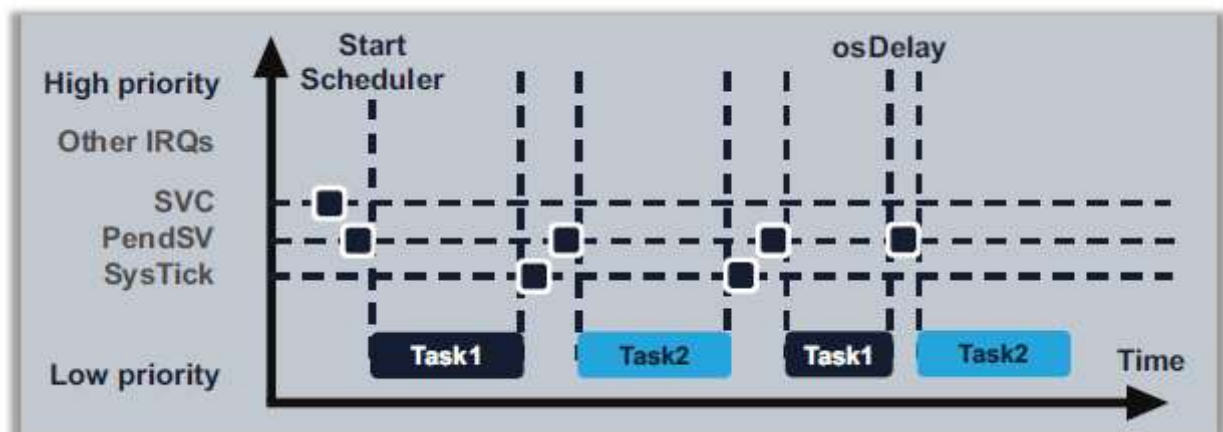 Start
Scheduler
osDelay
High priority
Other IRQs
SVC
PendSV
SysTick
Task1
Task2
Task1
Task2
Low priority
Time